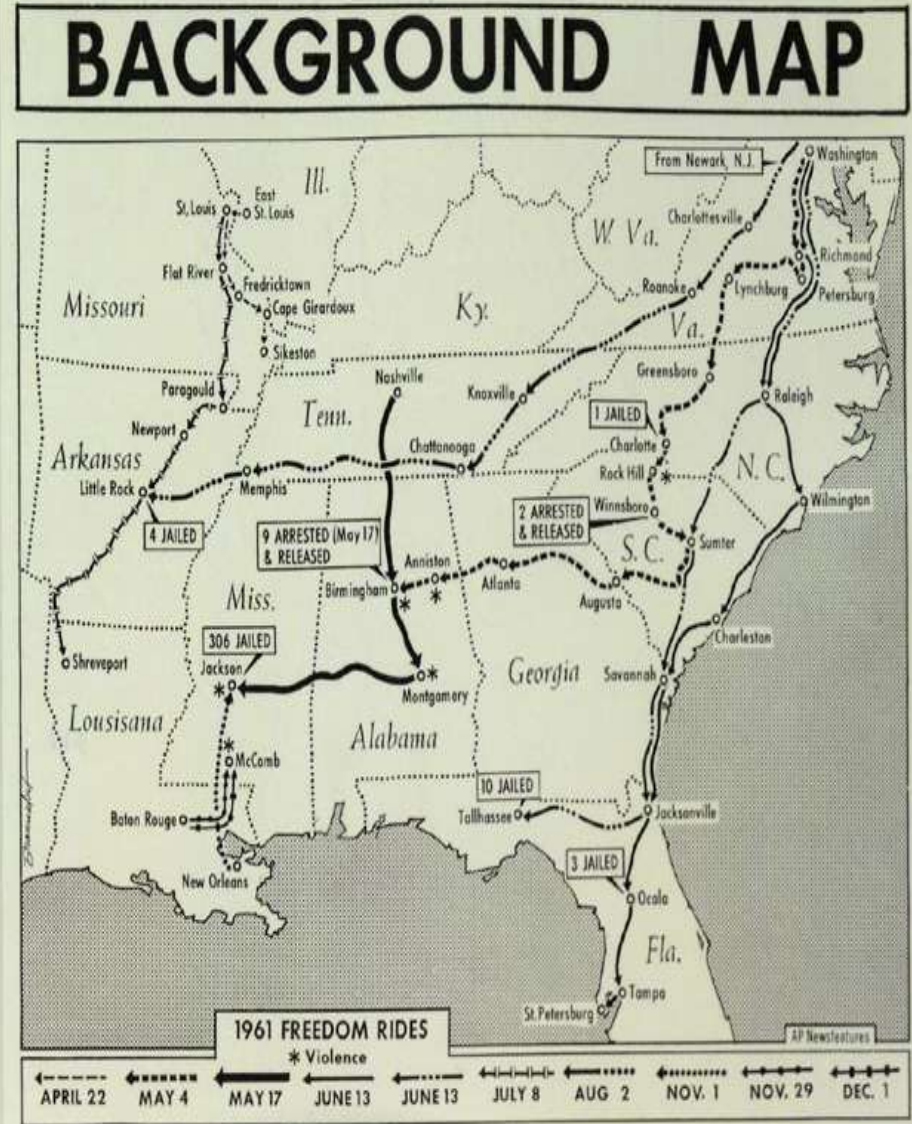 BACKGROUND MAP
Ill.
From Newark, N.J.
Washington
St. Louis
East
St. Louis
Charlottesville
W. Va.
Flat River
Richmond
Fredricktown
Roanoke
Lynchburg
Petersburg
Missouri
Cape Girardoux
Ky.
Va.
Sikeston
Greensboro
Paragould
Nashville
Knoxville
Raleigh
1 JAILED
Newport
Tenn.
Chattanooga
Charlotte
Arkansas
Rock Hill
*
N.C.
Little Rock
Memphis
Wilmington
4 JAILED
9 ARRESTED (May 17)
& RELEASED
2 ARRESTED
& RELEASED
Winnsboro
Sumter
S.C.
Anniston
Atlanta
Birmingham
*
*
Augusta
Miss.
306 JAILED
Charleston
Shreveport
Jackson
*
Montgomery
*
Georgia
Savannah
Lousisana
Alabama
*
McComb
10 JAILED
Baton Rouge
Tallhassee
Jacksonville
New Orleans
3 JAILED
Ocala
Fla.
Tampa
St. Petersburg
1961 FREEDOM RIDES
* Violence
AP Newsfeatures
APRIL 22 MAY 4 MAY 17 JUNE 13 JUNE 13 JULY 8 AUG 2 NOV. 1 NOV. 29 DEC. 1